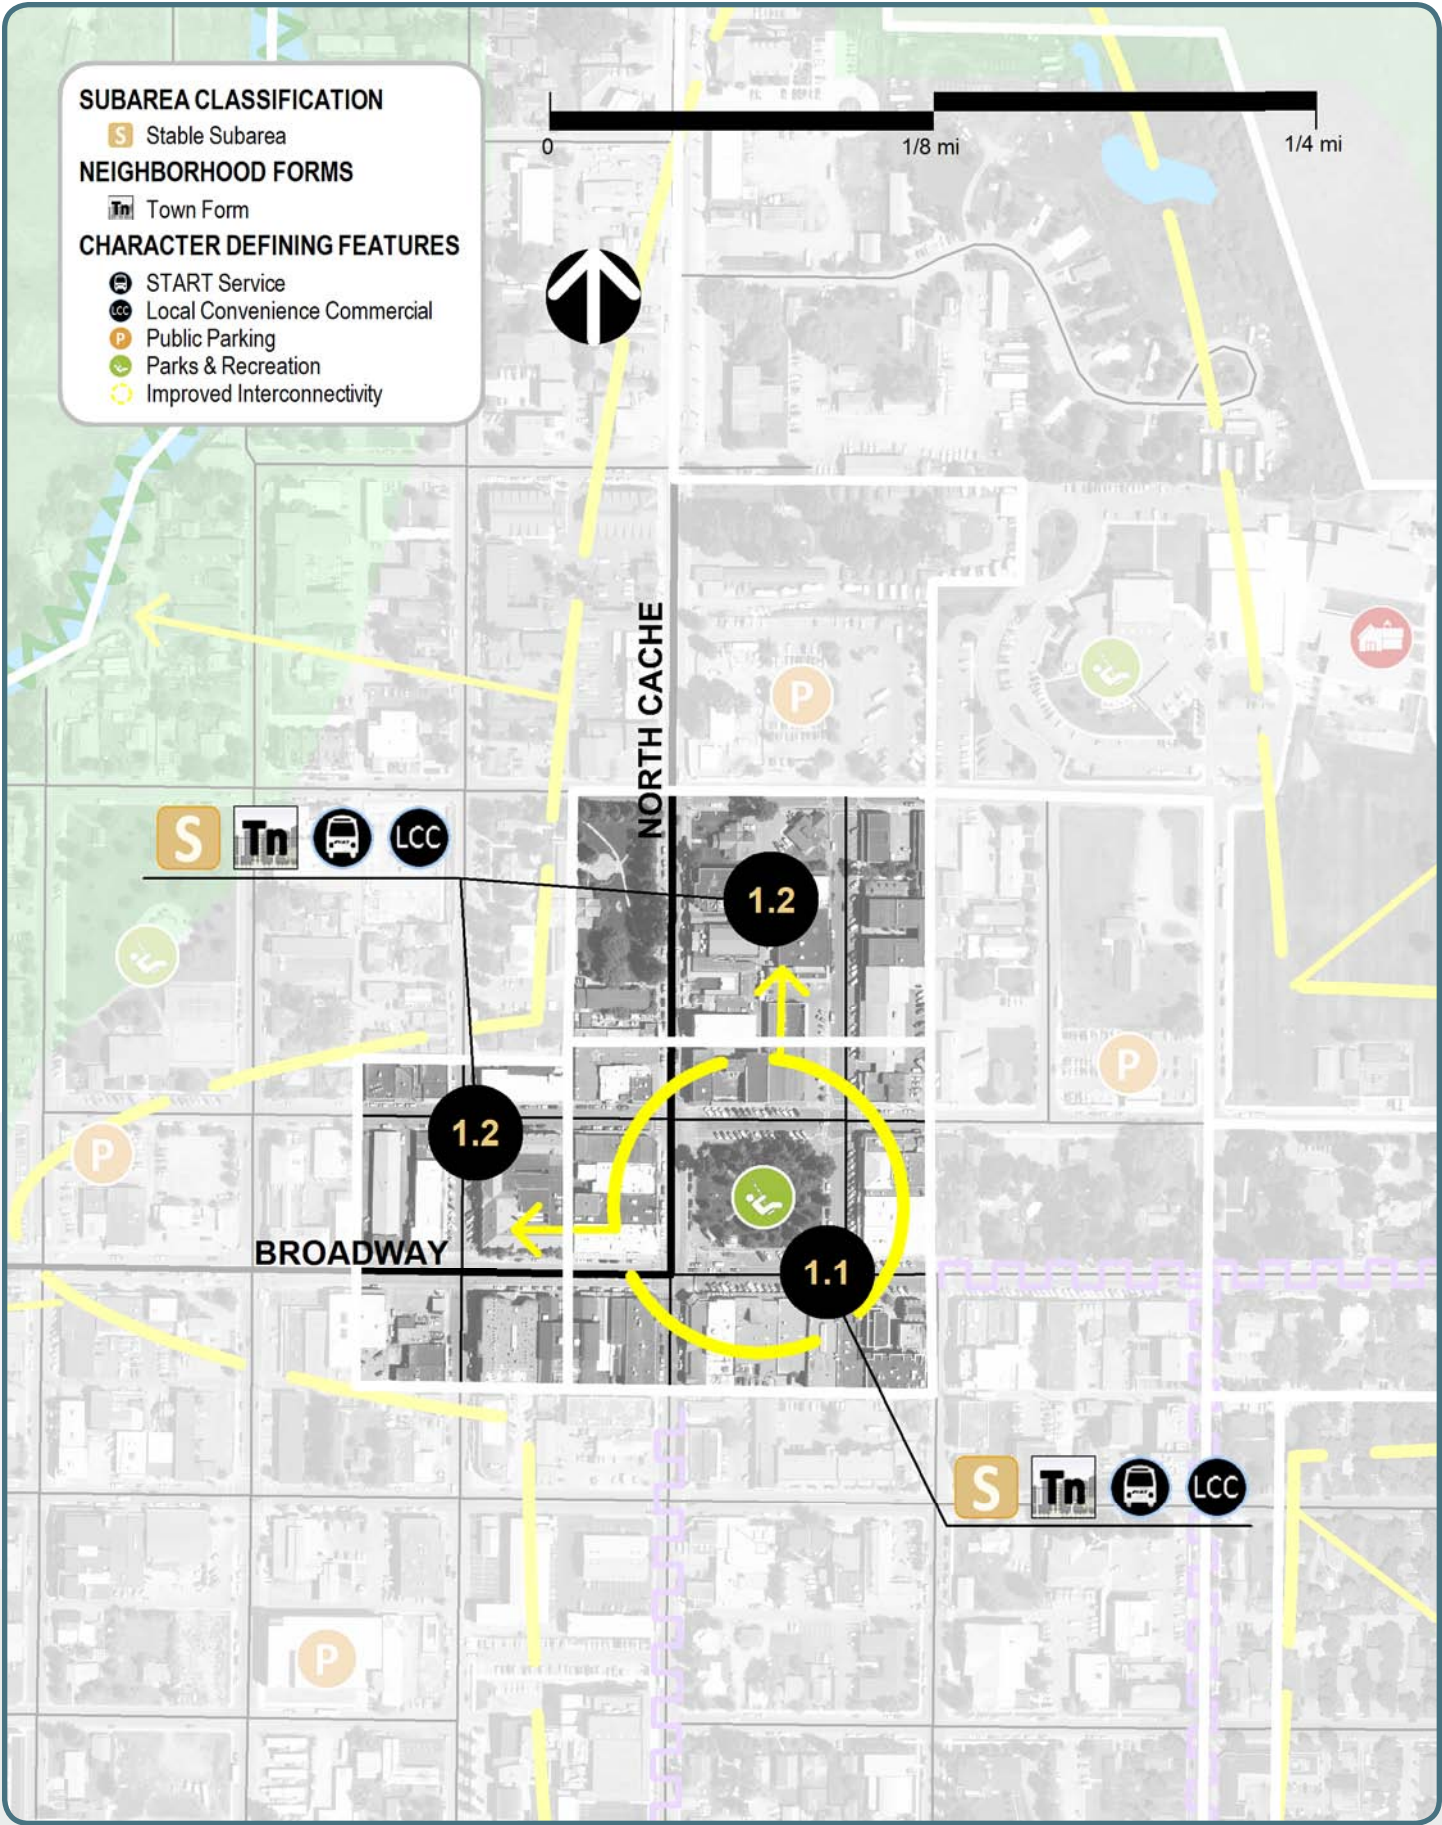 SUBAREA CLASSIFICATION
S Stable Subarea
NEIGHBORHOOD FORMS
Tn Town Form
CHARACTER DEFINING FEATURES
START Service
LCC Local Convenience Commercial
P Public Parking
Parks & Recreation
Improved Interconnectivity
0 1/8 mi 1/4 mi
NORTH CACHE
P
S Tn LCC
1.2
P
1.2
P
BROADWAY
1.1
S Tn LCC
P